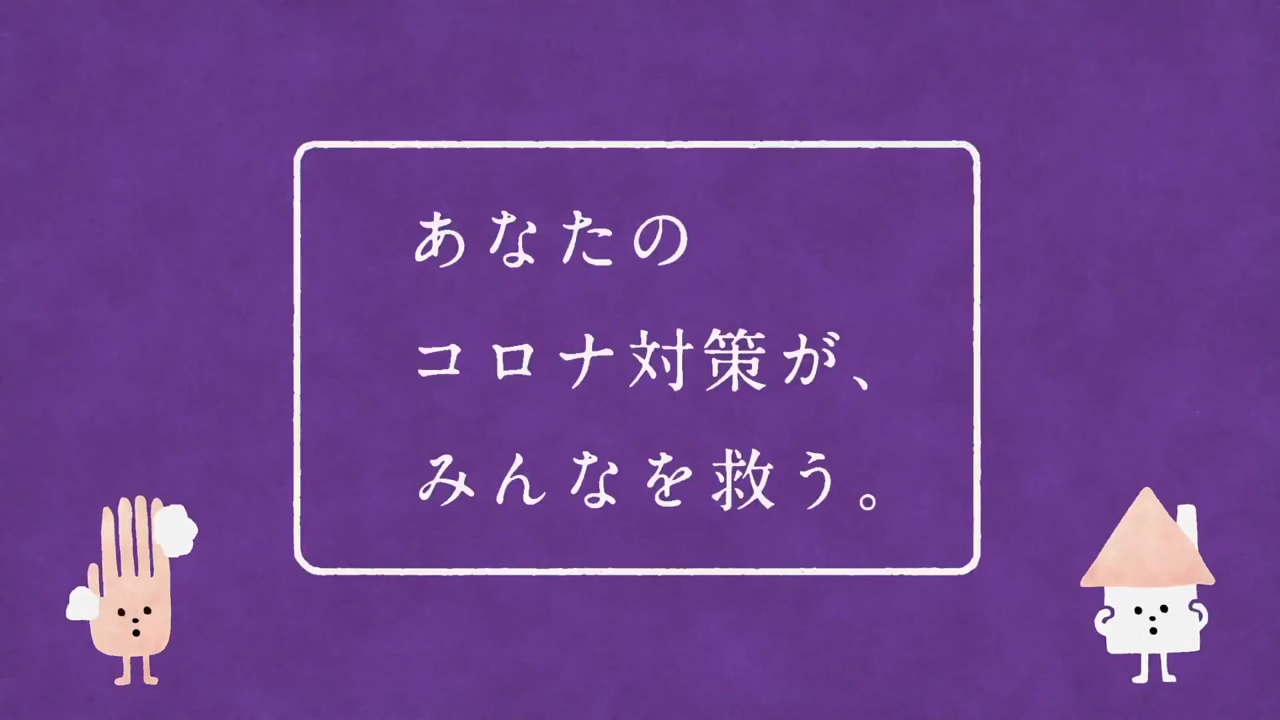 あなたの
コロナ対策が、
みんなを救う。